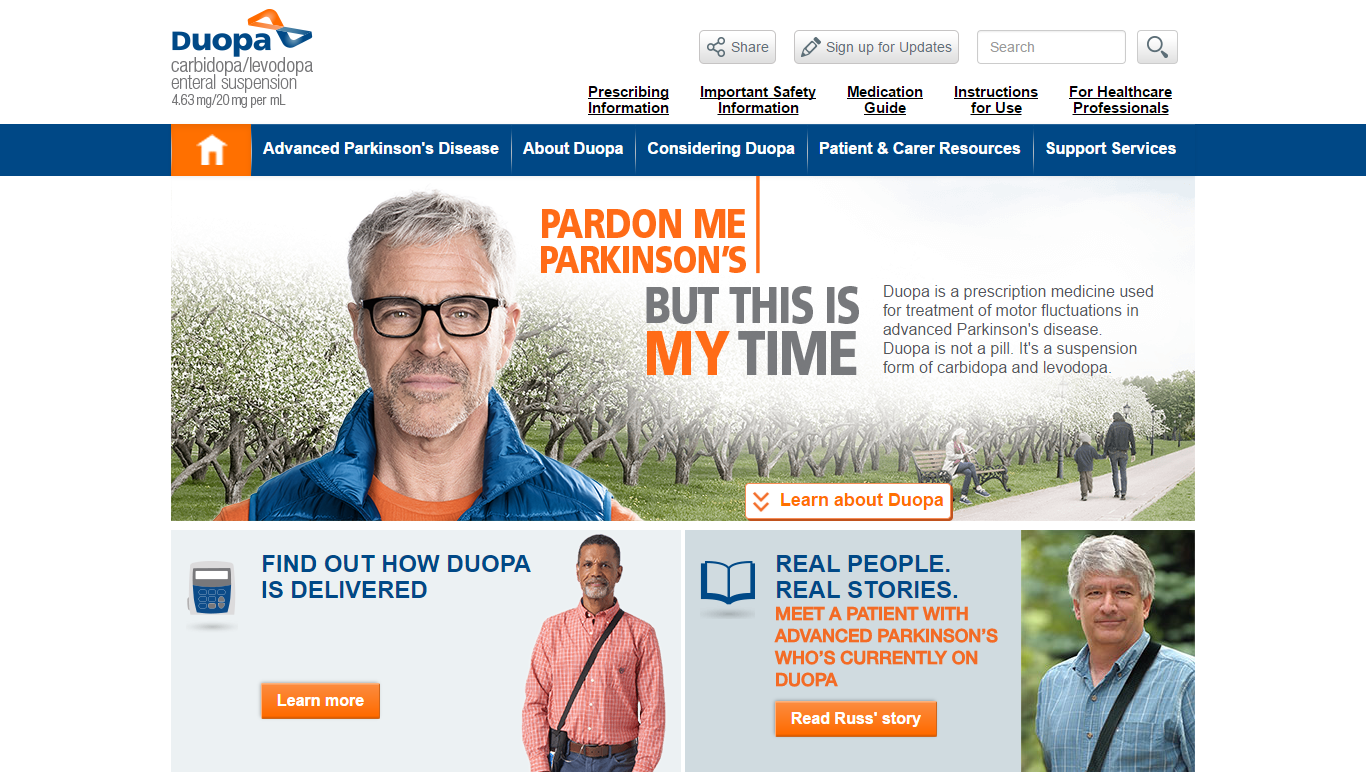 Duopa
carbidopa/levodopa
enteral suspension
4.63 mg/20 mg per mL
Share
Sign up for Updates
Search
Prescribing
Information
Important Safety
Information
Medication
Guide
Instructions
for Use
For Healthcare
Professionals
Advanced Parkinson's Disease
About Duopa
Considering Duopa
Patient & Carer Resources
Support Services
PARDON ME
PARKINSON'S
BUT THIS IS
MY TIME
Duopa is a prescription medicine used
for treatment of motor fluctuations in
advanced Parkinson's disease.
Duopa is not a pill. It's a suspension
form of carbidopa and levodopa.
Learn about Duopa
FIND OUT HOW DUOPA
IS DELIVERED
Learn more
REAL PEOPLE.
REAL STORIES.
MEET A PATIENT WITH
ADVANCED PARKINSON'S
WHO'S CURRENTLY ON
DUOPA
Read Russ' story